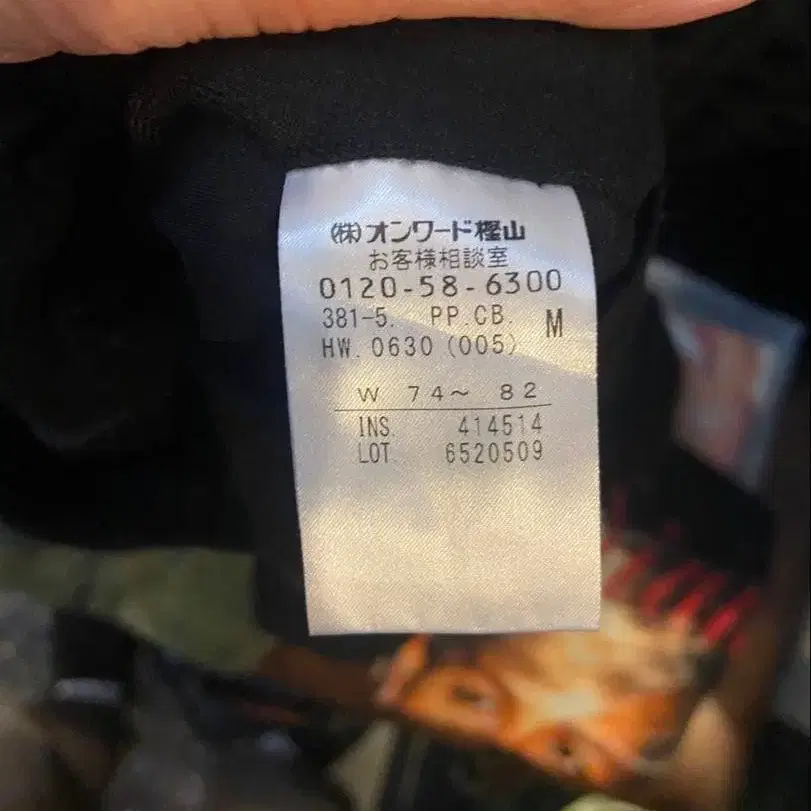 ㈱オンワード樫山
お客様相談室
0120-58-6300
381-5. PP.CB. M
HW. 0630 (005)
W 74～ 82
INS. 414514
LOT. 6520509